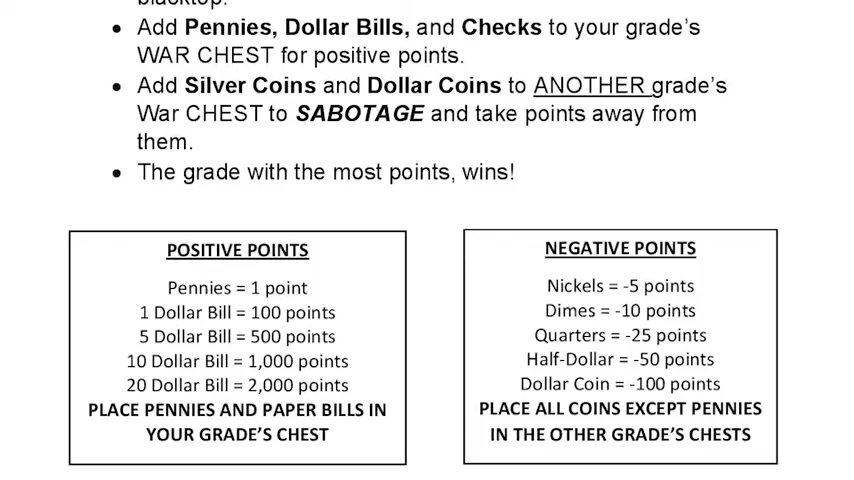 Add Pennies, Dollar Bills, and Checks to your grade's
WAR CHEST for positive points.
Add Silver Coins and Dollar Coins to ANOTHER grade's
War CHEST to SABOTAGE and take points away from
them.
The grade with the most points, wins!
POSITIVE POINTS
Pennies = 1 point
1 Dollar Bill = 100 points
5 Dollar Bill = 500 points
10 Dollar Bill = 1,000 points
20 Dollar Bill = 2,000 points
PLACE PENNIES AND PAPER BILLS IN
YOUR GRADE'S CHEST
NEGATIVE POINTS
Nickels = -5 points
Dimes = -10 points
Quarters = -25 points
Half-Dollar = -50 points
Dollar Coin = -100 points
PLACE ALL COINS EXCEPT PENNIES
IN THE OTHER GRADE'S CHESTS